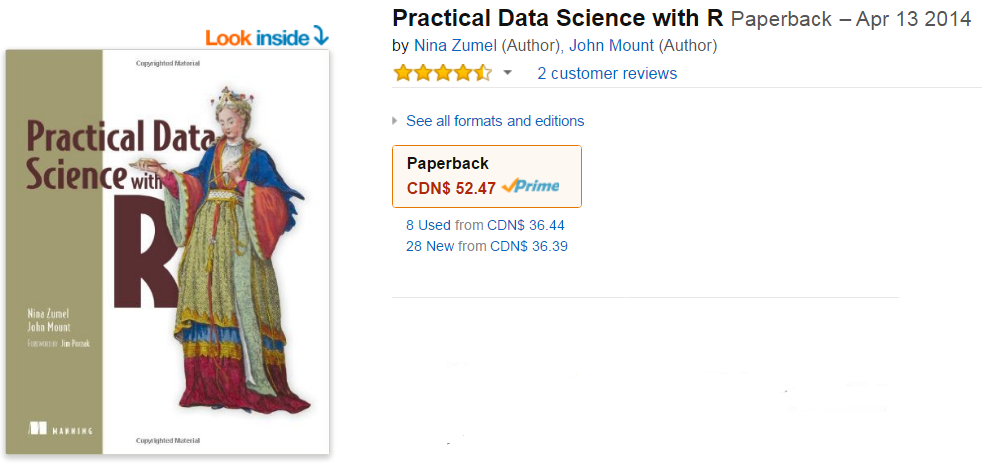 Look inside
Copyrighted Material
Practical Data
Science with
R
Nina Zumel
John Mount
FOREWORD BY Jim Porzak
MANNING
Copyrighted Material
Practical Data Science with R Paperback – Apr 13 2014
by Nina Zumel (Author), John Mount (Author)
2 customer reviews
See all formats and editions
Paperback
CDN$ 52.47 Prime
8 Used from CDN$ 36.44
28 New from CDN$ 36.39